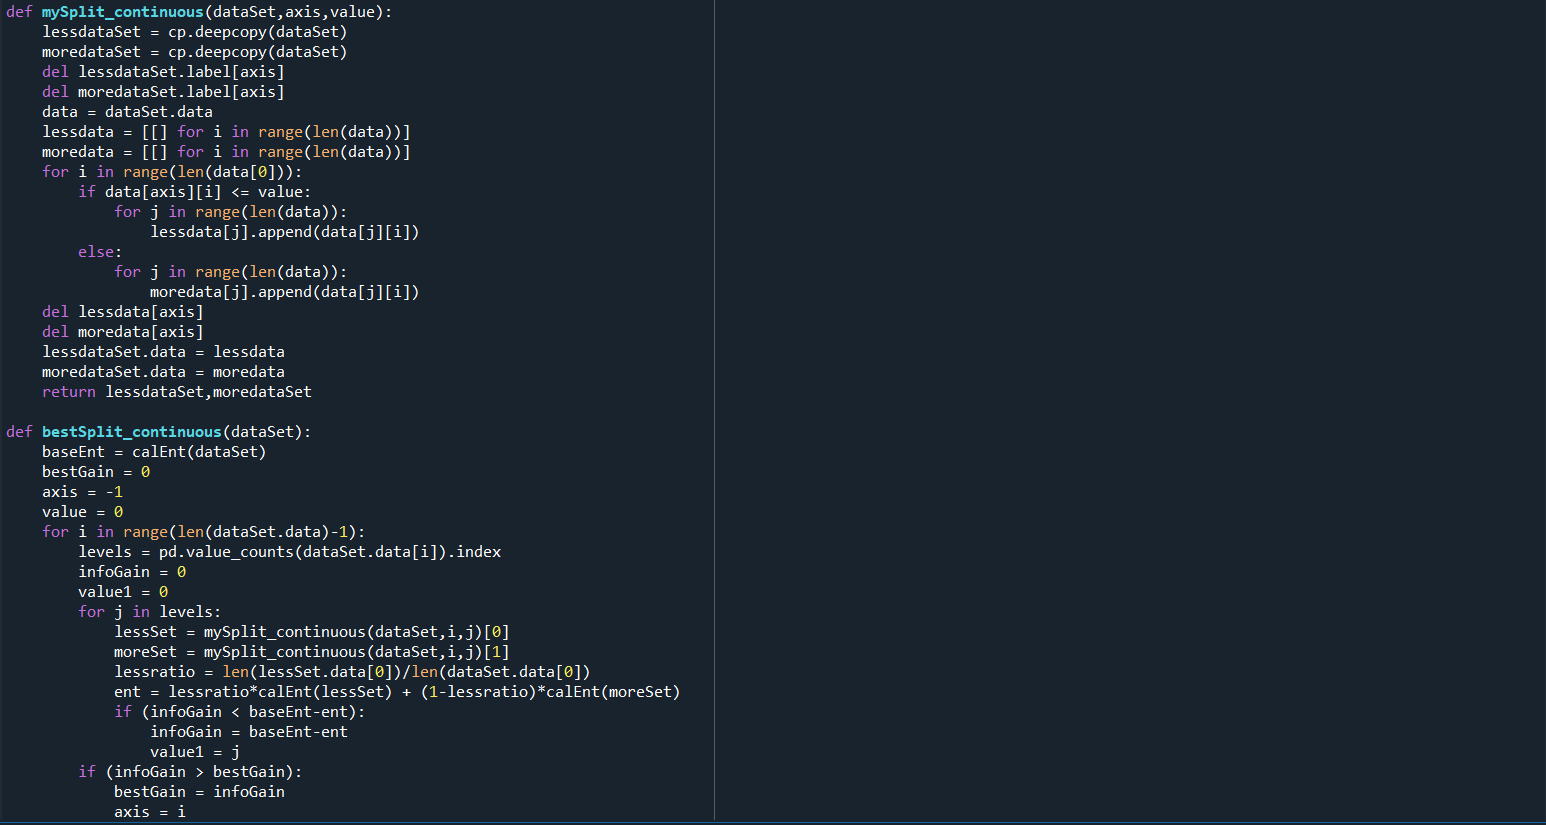 def mySplit_continuous(dataSet,axis,value):
    lessdataSet = cp.deepcopy(dataSet)
    moredataSet = cp.deepcopy(dataSet)
    del lessdataSet.label[axis]
    del moredataSet.label[axis]
    data = dataSet.data
    lessdata = [[] for i in range(len(data))]
    moredata = [[] for i in range(len(data))]
    for i in range(len(data[0])):
        if data[axis][i] <= value:
            for j in range(len(data)):
                lessdata[j].append(data[j][i])
        else:
            for j in range(len(data)):
                moredata[j].append(data[j][i])
    del lessdata[axis]
    del moredata[axis]
    lessdataSet.data = lessdata
    moredataSet.data = moredata
    return lessdataSet,moredataSet

def bestSplit_continuous(dataSet):
    baseEnt = calEnt(dataSet)
    bestGain = 0
    axis = -1
    value = 0
    for i in range(len(dataSet.data)-1):
        levels = pd.value_counts(dataSet.data[i]).index
        infoGain = 0
        value1 = 0
        for j in levels:
            lessSet = mySplit_continuous(dataSet,i,j)[0]
            moreSet = mySplit_continuous(dataSet,i,j)[1]
            lessratio = len(lessSet.data[0])/len(dataSet.data[0])
            ent = lessratio*calEnt(lessSet) + (1-lessratio)*calEnt(moreSet)
            if (infoGain < baseEnt-ent):
                infoGain = baseEnt-ent
                value1 = j
        if (infoGain > bestGain):
            bestGain = infoGain
            axis = i